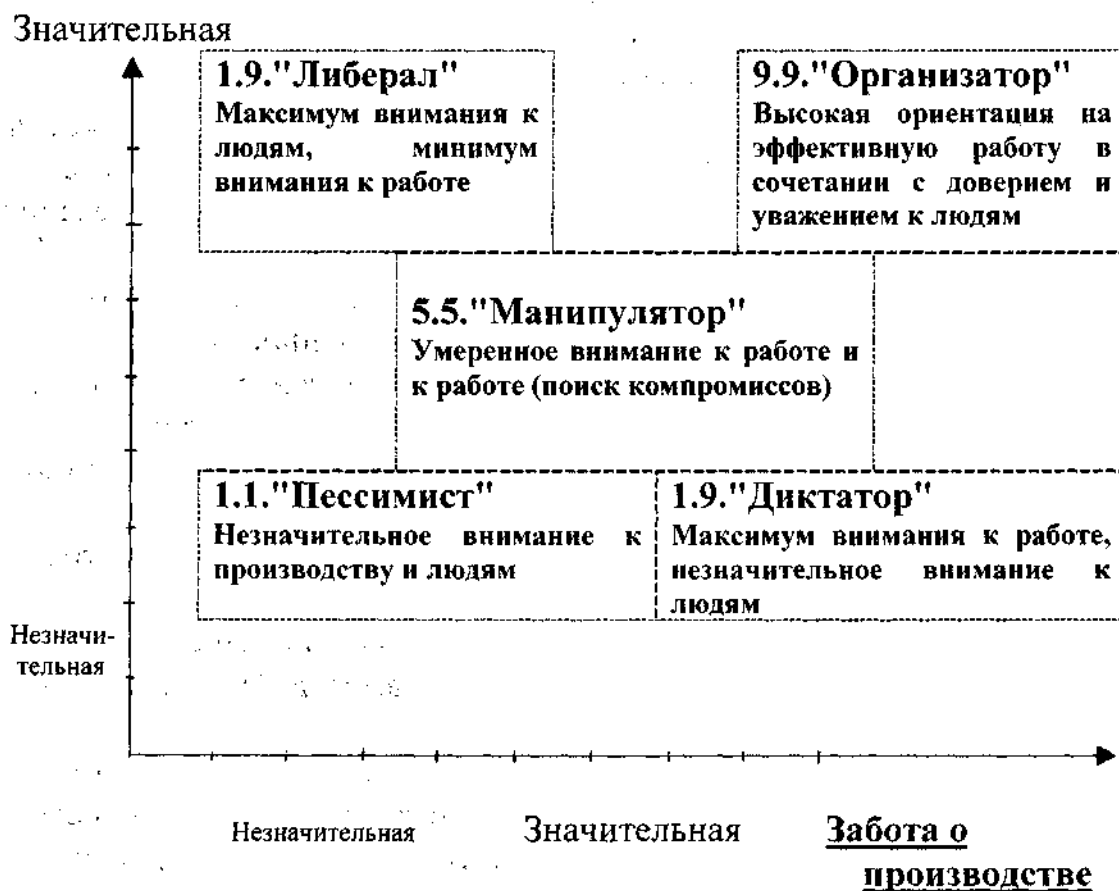 Значительная
1.9."Либерал"
Максимум внимания к
людям, минимум
внимания к работе
9.9."Организатор"
Высокая ориентация на
эффективную работу в
сочетании с доверием и
уважением к людям
5.5."Манипулятор"
Умеренное внимание к работе и
к работе (поиск компромиссов)
1.1."Пессимист"
Незначительное внимание к
производству и людям
1.9."Диктатор"
Максимум внимания к работе,
незначительное внимание к
людям
Незначи-
тельная
Незначительная
Значительная
Забота о
производстве